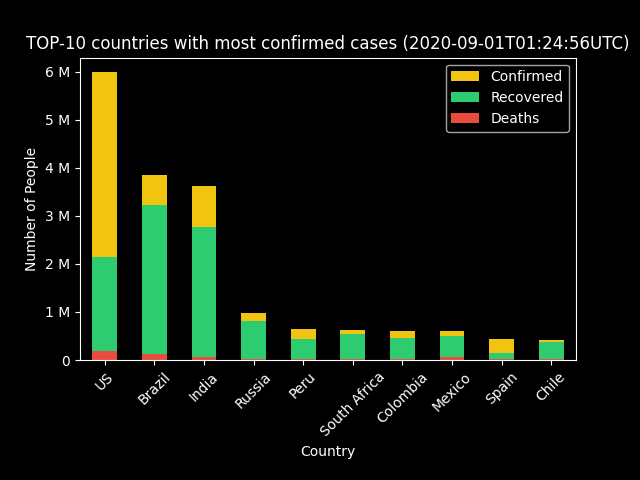 TOP-10 countries with most confirmed cases (2020-09-01T01:24:56UTC)
Confirmed
Recovered
Deaths
Number of People
6 M
5 M
4 M
3 M
2 M
1 M
0
US
Brazil
India
Russia
Peru
South Africa
Colombia
Mexico
Spain
Chile
Country